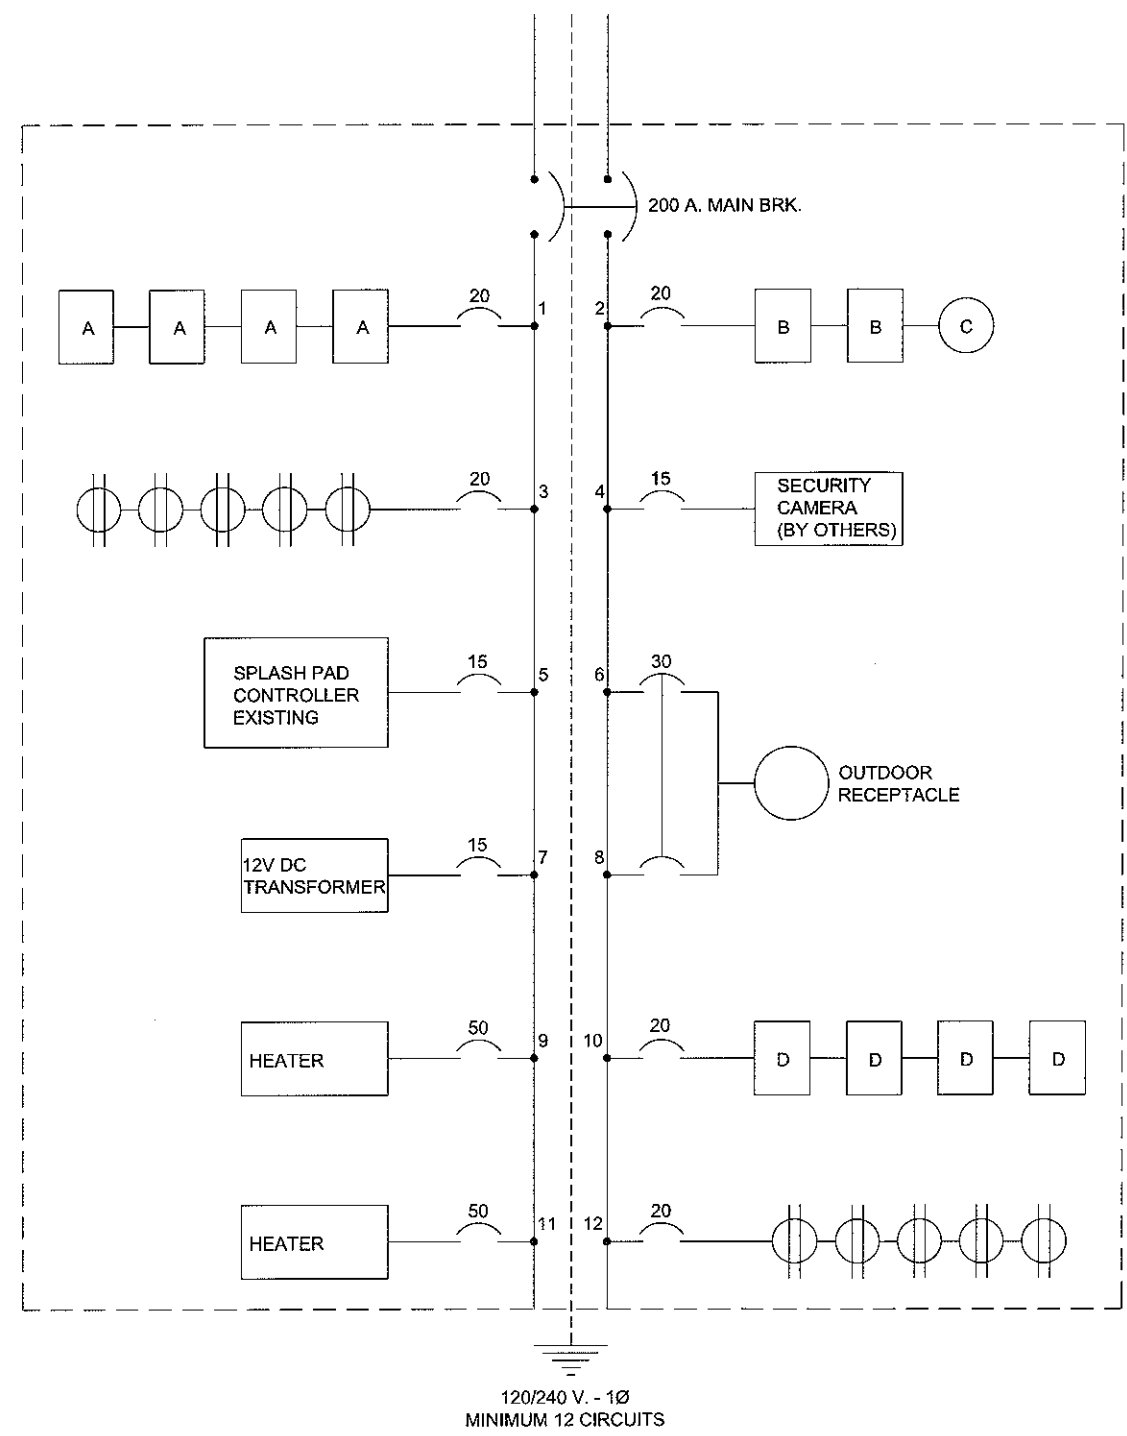 200 A. MAIN BRK.
20
1
2
20
A A A A
B B C
20
3
4
15
SECURITY
CAMERA
(BY OTHERS)
15
5
6
30
SPLASH PAD
CONTROLLER
EXISTING
OUTDOOR
RECEPTACLE
15
7
8
12V DC
TRANSFORMER
50
9
10
20
HEATER
D D D D
50
11
12
20
HEATER
120/240 V. - 1Ø
MINIMUM 12 CIRCUITS